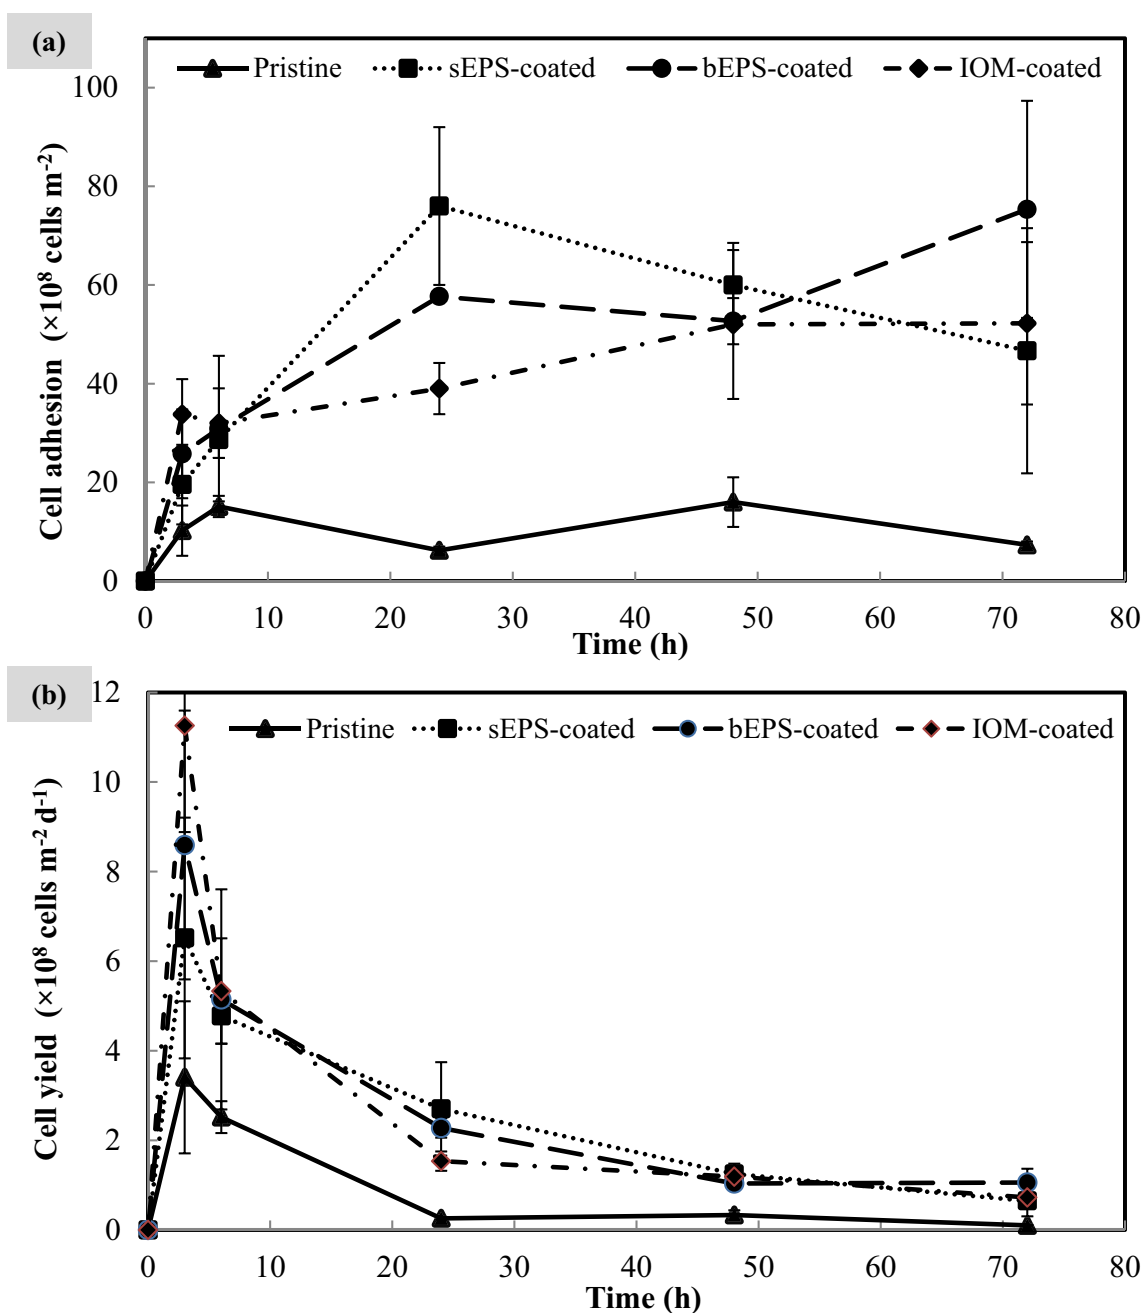 (a)
Pristine sEPS-coated bEPS-coated IOM-coated
Cell adhesion (×10⁸ cells m⁻²)
100
80
60
40
20
0
0 10 20 30 40 50 60 70 80
Time (h)
(b)
Pristine sEPS-coated bEPS-coated IOM-coated
Cell yield (×10⁸ cells m⁻² d⁻¹)
12
10
8
6
4
2
0
0 10 20 30 40 50 60 70 80
Time (h)